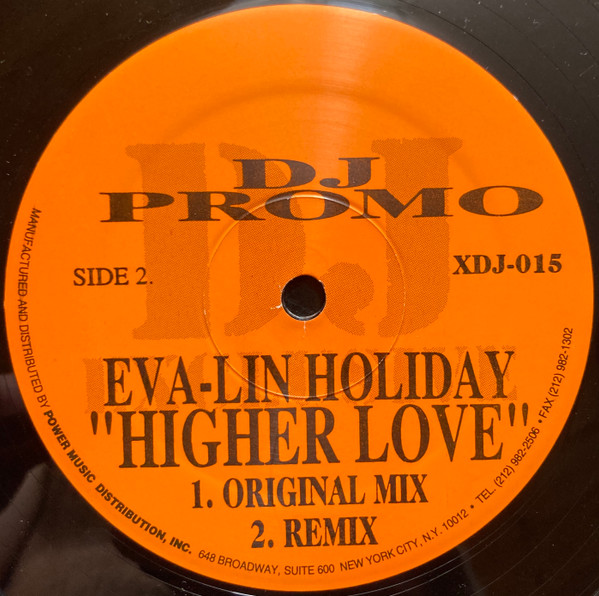 DJ
DJ
PROMO
SIDE 2.
XDJ-015
EVA-LIN HOLIDAY
"HIGHER LOVE"
1. ORIGINAL MIX
2. REMIX
MANUFACTURED AND DISTRIBUTED BY POWER MUSIC DISTRIBUTION, INC. 648 BROADWAY, SUITE 600 NEW YORK CITY, N.Y. 10012 • TEL. (212) 982-2506 • FAX (212) 982-1302